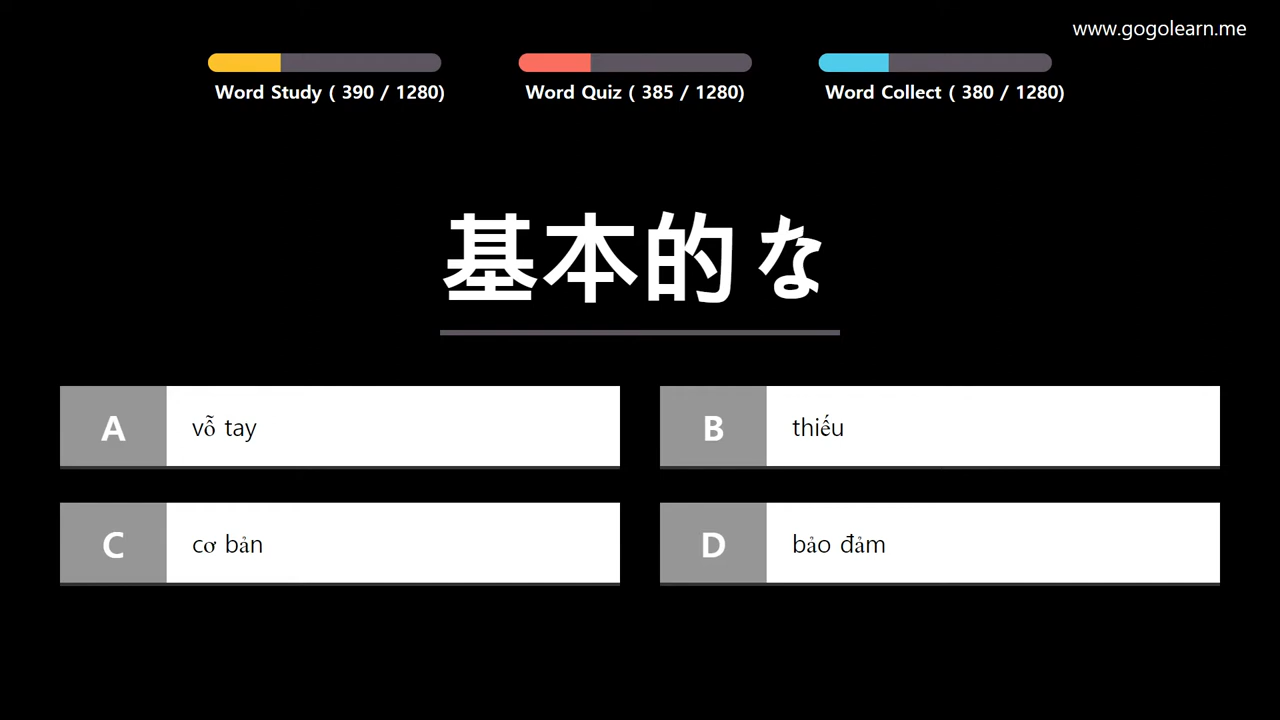 www.gogolearn.me
Word Study ( 390 / 1280)
Word Quiz ( 385 / 1280)
Word Collect ( 380 / 1280)
基本的な
A vỗ tay
B thiếu
C cơ bản
D bảo đảm